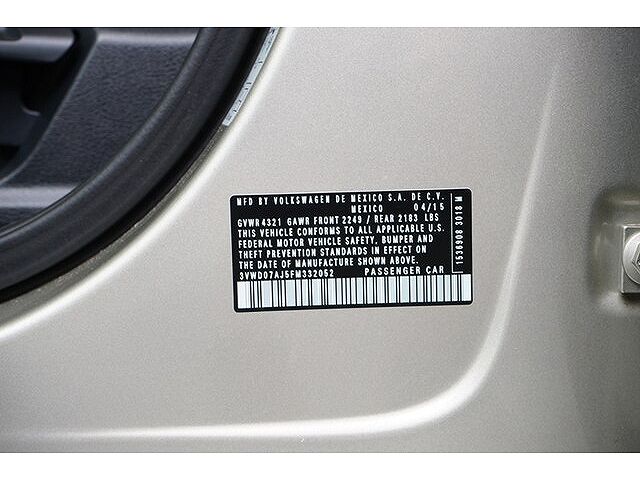 MFD BY VOLKSWAGEN DE MEXICO S.A. DE C.V.
MEXICO 04/15
GVWR 4321 GAWR FRONT 2249 / REAR 2183 LBS
THIS VEHICLE CONFORMS TO ALL APPLICABLE U.S.
FEDERAL MOTOR VEHICLE SAFETY, BUMPER AND
THEFT PREVENTION STANDARDS IN EFFECT ON
THE DATE OF MANUFACTURE SHOWN ABOVE
3VWD07AJ5FM332052 PASSENGER CAR
1536908 3018 M